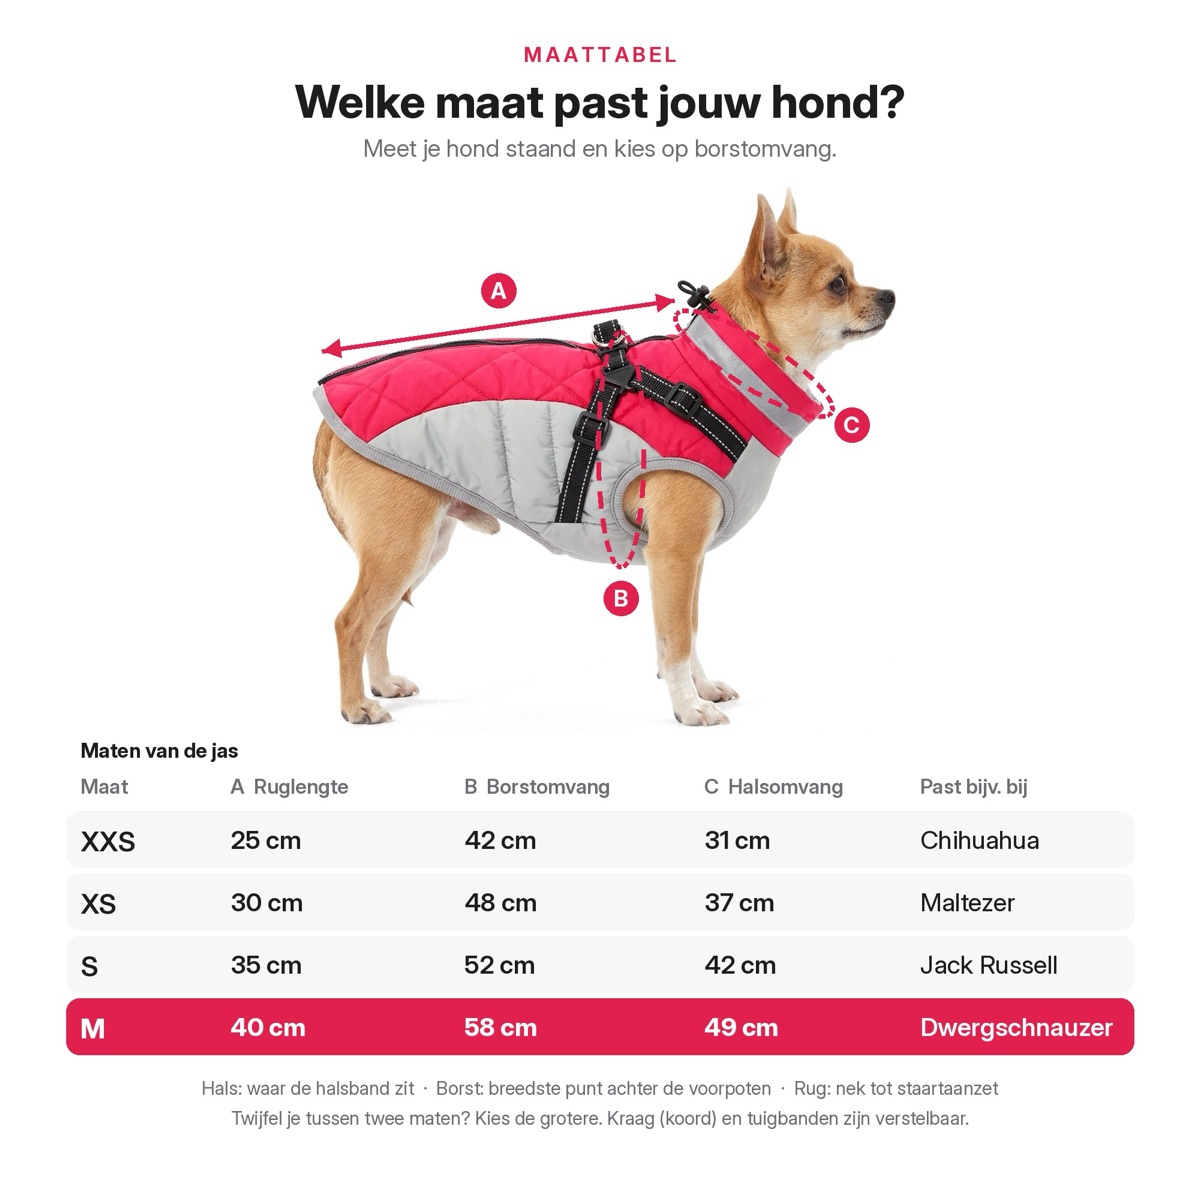 MAATTABEL
Welke maat past jouw hond?
Meet je hond staand en kies op borstomvang.
A
C
B
Maten van de jas
Maat A Ruglengte B Borstomvang C Halsomvang Past bijv. bij
XXS 25 cm 42 cm 31 cm Chihuahua
XS 30 cm 48 cm 37 cm Maltezer
S 35 cm 52 cm 42 cm Jack Russell
M 40 cm 58 cm 49 cm Dwergschnauzer
Hals: waar de halsband zit · Borst: breedste punt achter de voorpoten · Rug: nek tot staartaanzet
Twijfel je tussen twee maten? Kies de grotere. Kraag (koord) en tuigbanden zijn verstelbaar.